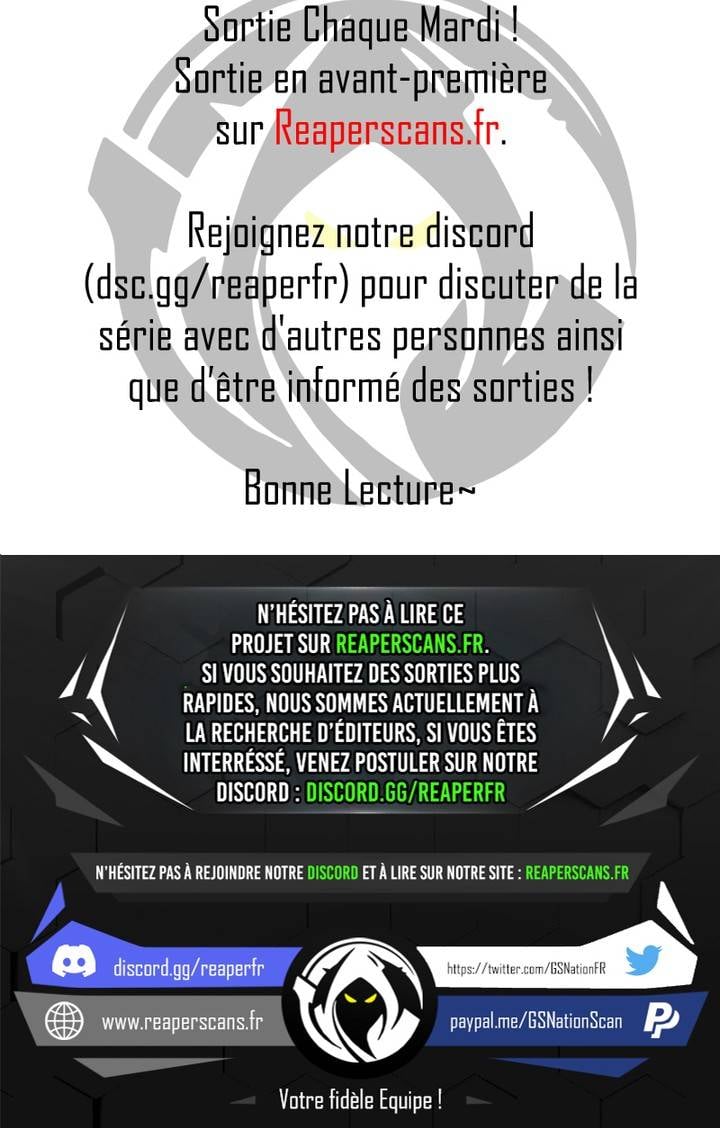 Sortie Chaque Mardi !
Sortie en avant-première
sur Reaperscans.fr.
Rejoignez notre discord
(dsc.gg/reaperfr) pour discuter de la
série avec d'autres personnes ainsi
que d'être informé des sorties !
Bonne Lecture~
N'HÉSITEZ PAS À LIRE CE
PROJET SUR REAPERSCANS.FR.
SI VOUS SOUHAITEZ DES SORTIES PLUS
RAPIDES, NOUS SOMMES ACTUELLEMENT À
LA RECHERCHE D'ÉDITEURS, SI VOUS ÊTES
INTERRÉSSÉ, VENEZ POSTULER SUR NOTRE
DISCORD : DISCORD.GG/REAPERFR
N'HÉSITEZ PAS À REJOINDRE NOTRE DISCORD ET À LIRE SUR NOTRE SITE : REAPERSCANS.FR
discord.gg/reaperfr
https://twitter.com/GSNationFR
www.reaperscans.fr
paypal.me/GSNationScan
Votre fidèle Equipe !